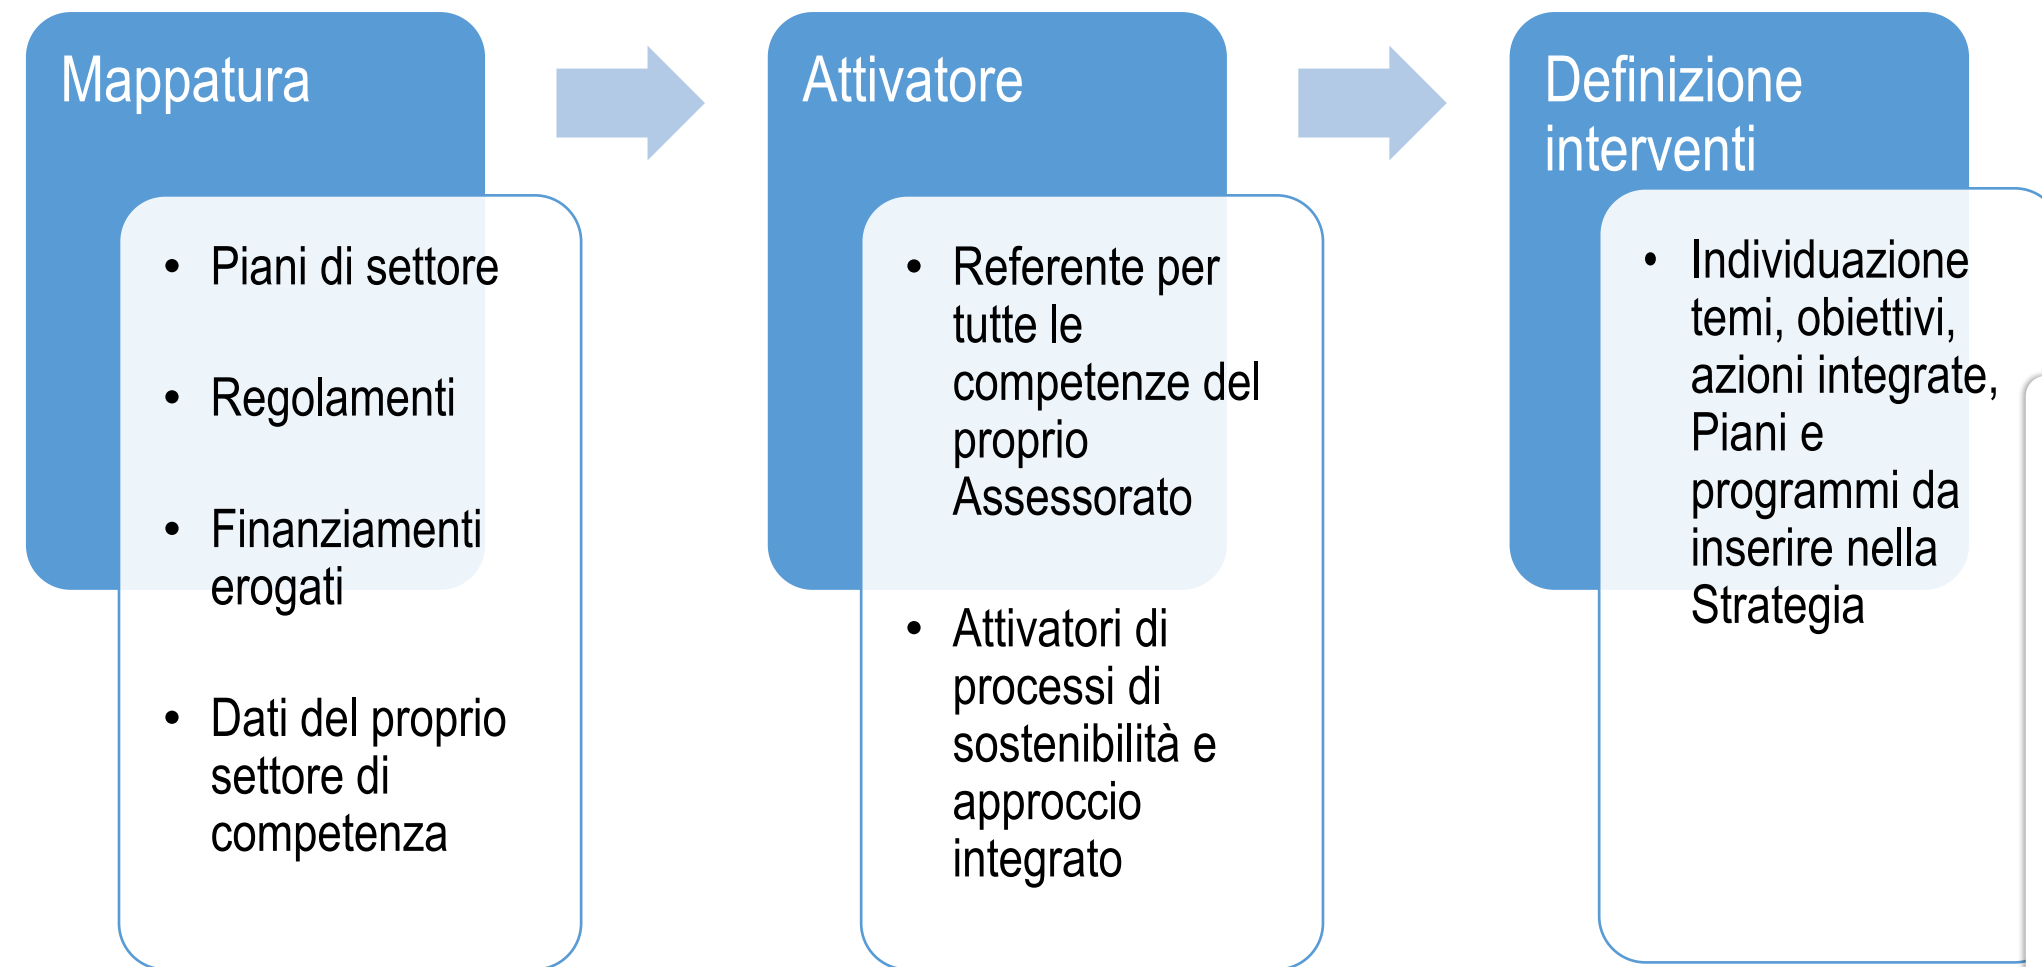 Mappatura
• Piani di settore
• Regolamenti
• Finanziamenti
erogati
• Dati del proprio
settore di
competenza
Attivatore
• Referente per
tutte le
competenze del
proprio
Assessorato
• Attivatori di
processi di
sostenibilità e
approccio
integrato
Definizione
interventi
• Individuazione
temi, obiettivi,
azioni integrate,
Piani e
programmi da
inserire nella
Strategia